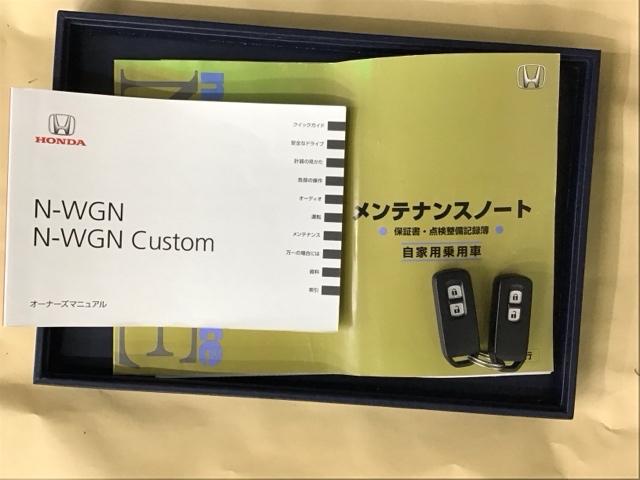 HONDA
N-WGN
N-WGN Custom
オーナーズマニュアル
クイックガイド
安全なドライブ
計器の見かた
各部の操作
オーディオ
運転
メンテナンス
万一の場合には
資料
索引
メンテナンスノート
保証書・点検整備記録簿
自家用乗用車
行